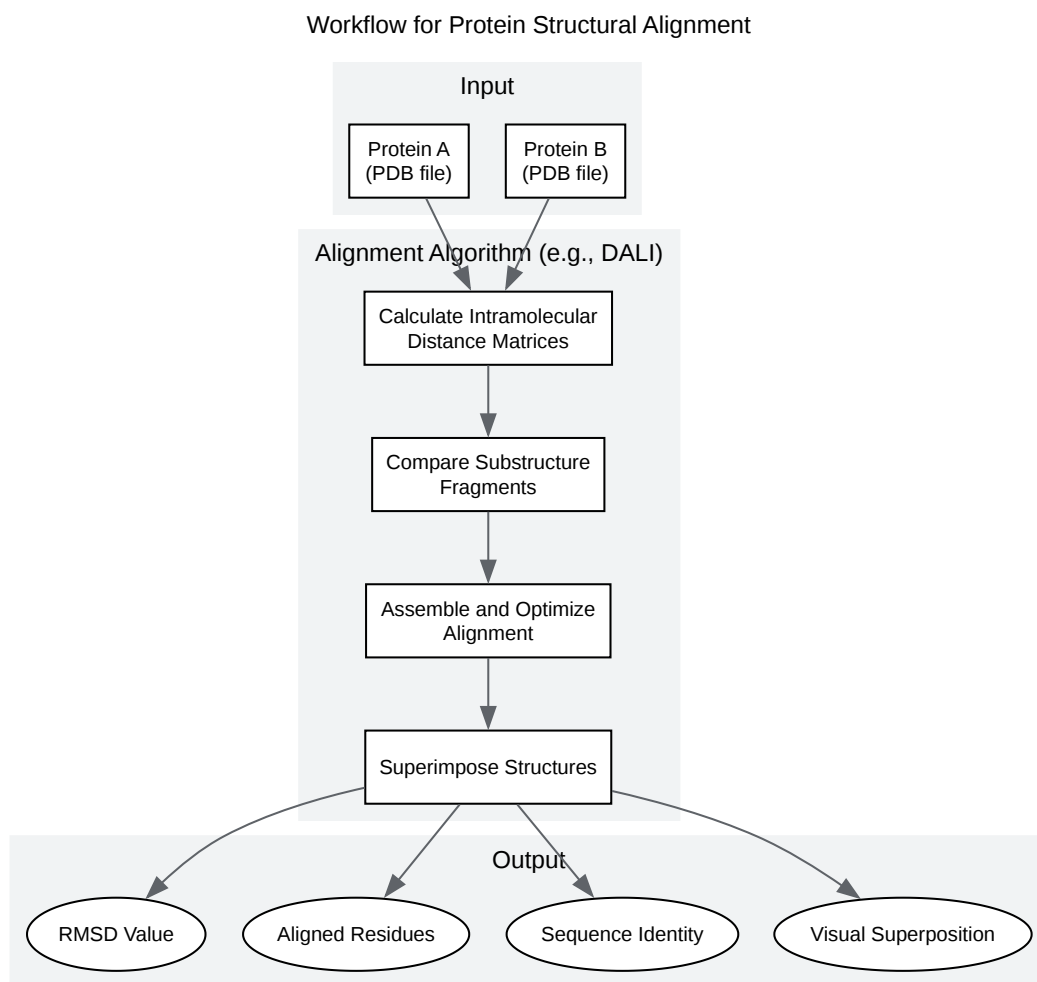 Workflow for Protein Structural Alignment
Input
Protein A
(PDB file)
Protein B
(PDB file)
Alignment Algorithm (e.g., DALI)
Calculate Intramolecular
Distance Matrices
Compare Substructure
Fragments
Assemble and Optimize
Alignment
Superimpose Structures
Output
RMSD Value
Aligned Residues
Sequence Identity
Visual Superposition